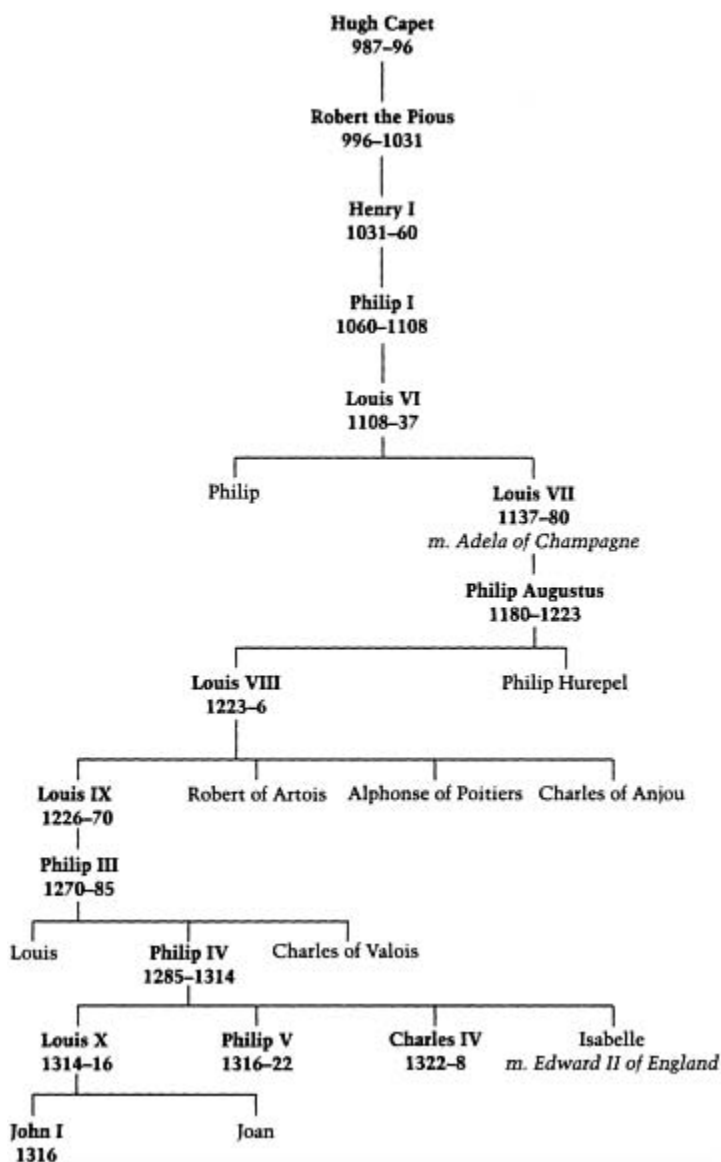 Hugh Capet
987–96
Robert the Pious
996–1031
Henry I
1031–60
Philip I
1060–1108
Louis VI
1108–37
Philip
Louis VII
1137–80
m. Adela of Champagne
Philip Augustus
1180–1223
Louis VIII
1223–6
Philip Hurepel
Louis IX
1226–70
Robert of Artois
Alphonse of Poitiers
Charles of Anjou
Philip III
1270–85
Louis
Philip IV
1285–1314
Charles of Valois
Louis X
1314–16
Philip V
1316–22
Charles IV
1322–8
Isabelle
m. Edward II of England
John I
1316
Joan